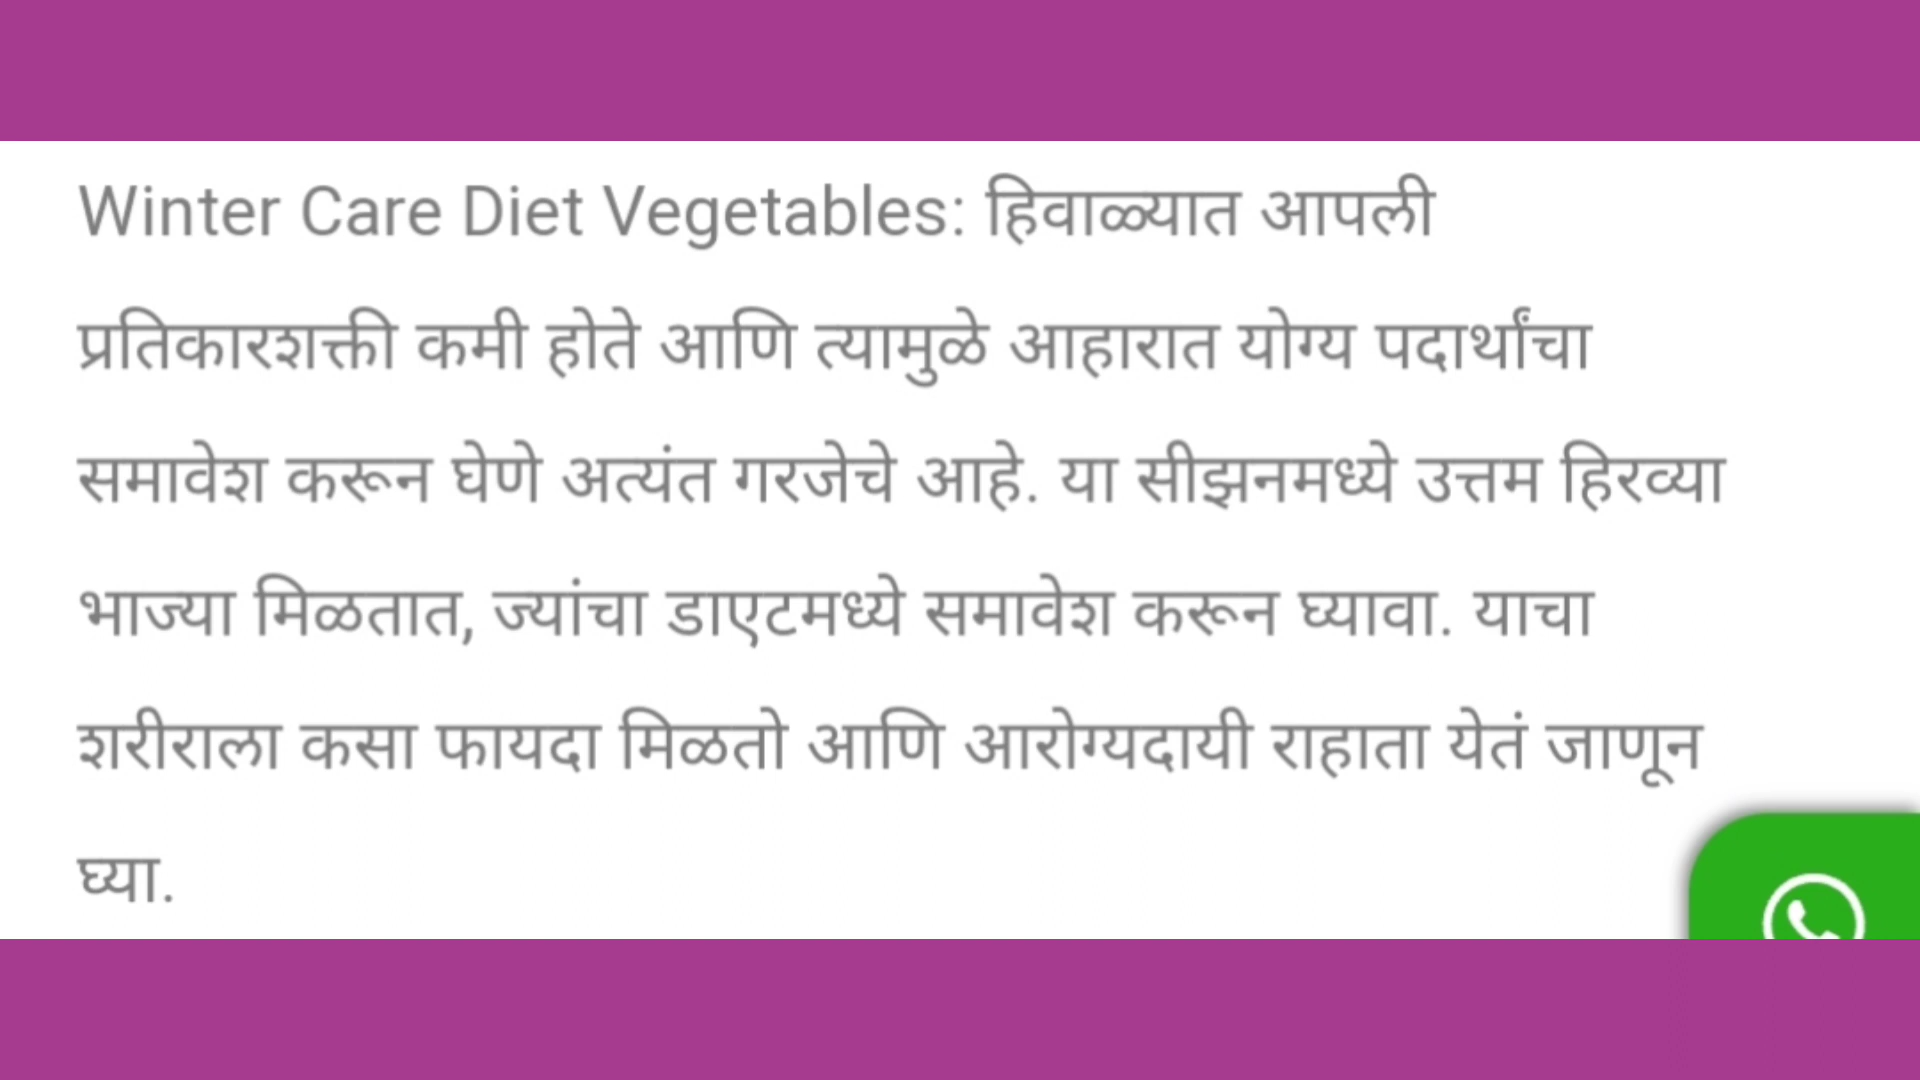 Winter Care Diet Vegetables: हिवाळ्यात आपली
प्रतिकारशक्ती कमी होते आणि त्यामुळे आहारात योग्य पदार्थांचा
समावेश करून घेणे अत्यंत गरजेचे आहे. या सीझनमध्ये उत्तम हिरव्या
भाज्या मिळतात, ज्यांचा डाएटमध्ये समावेश करून घ्यावा. याचा
शरीराला कसा फायदा मिळतो आणि आरोग्यदायी राहाता येतं जाणून
घ्या.